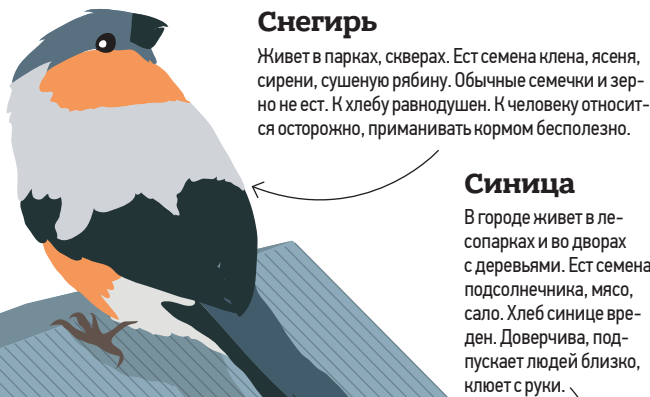 Снегирь
Живет в парках, скверах. Ест семена клена, ясеня,
сирени, сушеную рябину. Обычные семечки и зер-
но не ест. К хлебу равнодушен. К человеку относит-
ся осторожно, приманивать кормом бесполезно.
Синица
В городе живет в ле-
сопарках и во дворах
с деревьями. Ест семена
подсолнечника, мясо,
сало. Хлеб синице вре-
ден. Доверчива, под-
пускает людей близко,
клюет с руки.